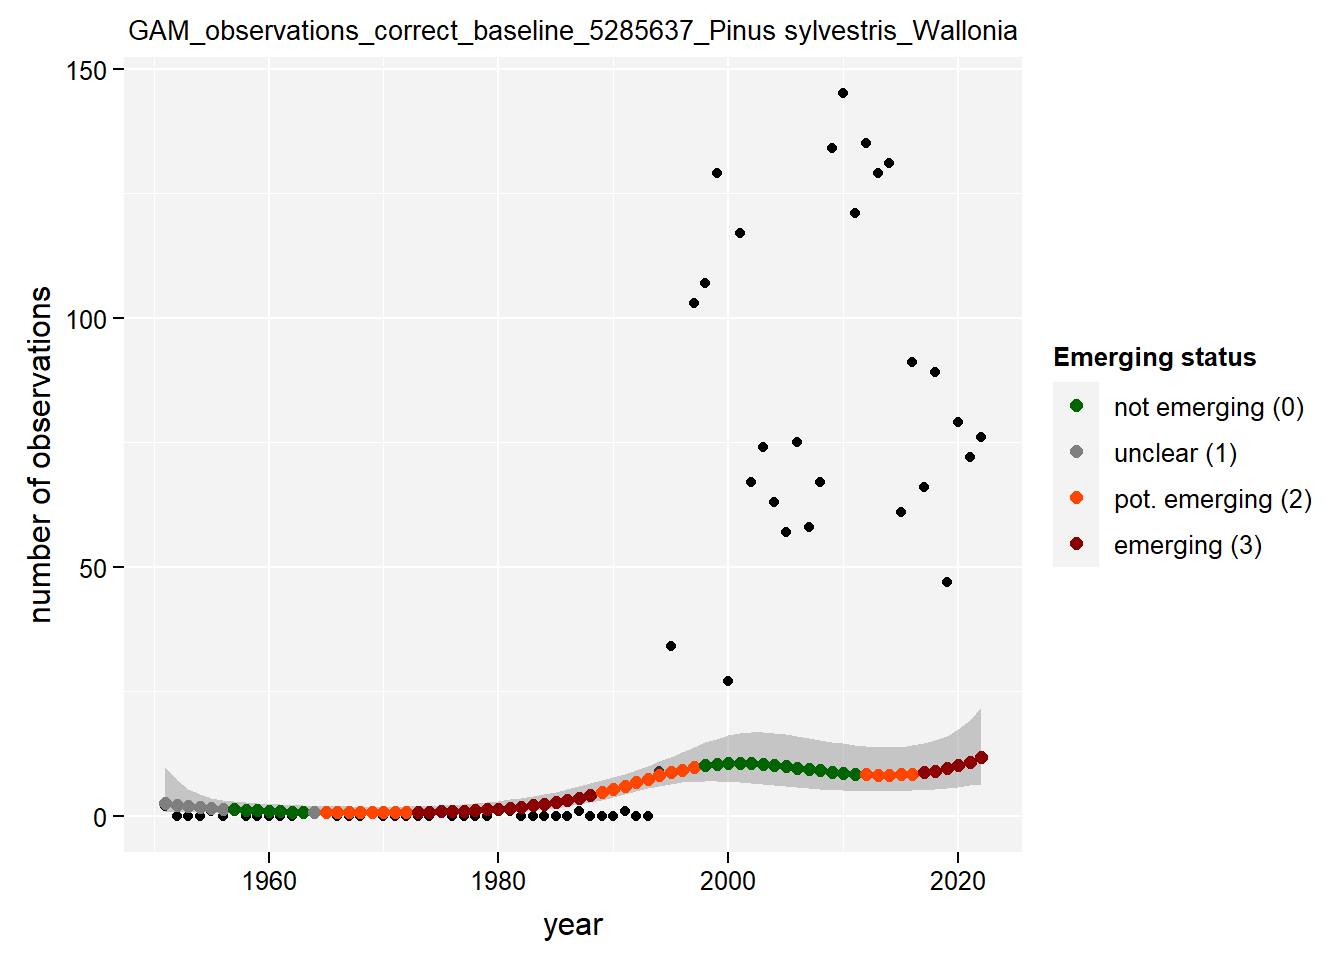 GAM_observations_correct_baseline_5285637_Pinus sylvestris_Wallonia
150
100
50
0
number of observations
1960
1980
2000
2020
year
Emerging status
not emerging (0)
unclear (1)
pot. emerging (2)
emerging (3)